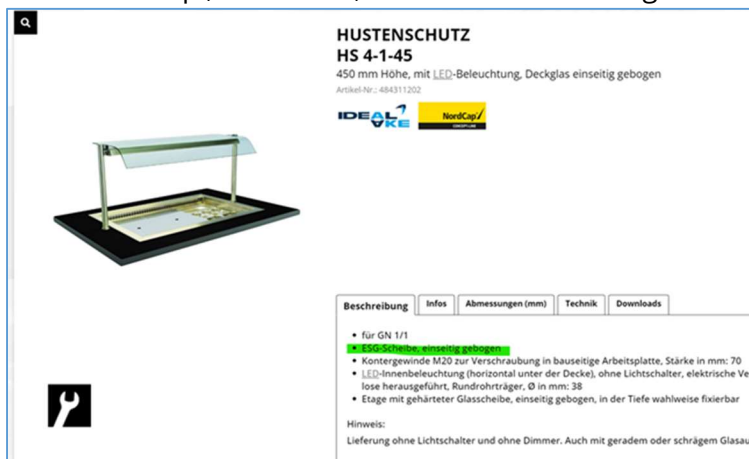 HUSTENSCHUTZ
HS 4-1-45
450 mm Höhe, mit LED-Beleuchtung, Deckglas einseitig gebogen
Artikel-Nr.: 484311202
IDEAL AKE NordCap
Beschreibung Infos Abmessungen (mm) Technik Downloads
• für GN 1/1
• ESG-Scheibe, einseitig gebogen
• Kontergewinde M20 zur Verschraubung in bauseitige Arbeitsplatte, Stärke in mm: 70
• LED-Innenbeleuchtung (horizontal unter der Decke), ohne Lichtschalter, elektrische Ve
lose herausgeführt, Rundrohrträger, Ø in mm: 38
• Etage mit gehärteter Glasscheibe, einseitig gebogen, in der Tiefe wahlweise fixierbar
Hinweis:
Lieferung ohne Lichtschalter und ohne Dimmer. Auch mit geradem oder schrägem Glasau